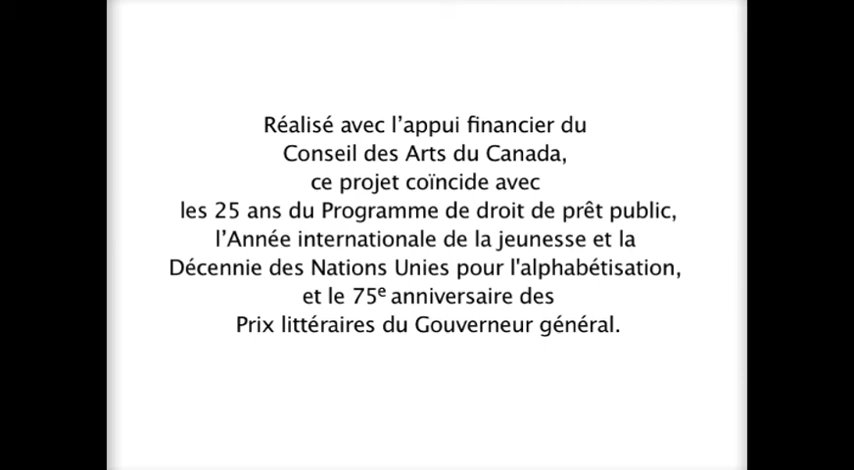 Réalisé avec l’appui financier du
Conseil des Arts du Canada,
ce projet coïncide avec
les 25 ans du Programme de droit de prêt public,
l’Année internationale de la jeunesse et la
Décennie des Nations Unies pour l'alphabétisation,
et le 75ᵉ anniversaire des
Prix littéraires du Gouverneur général.